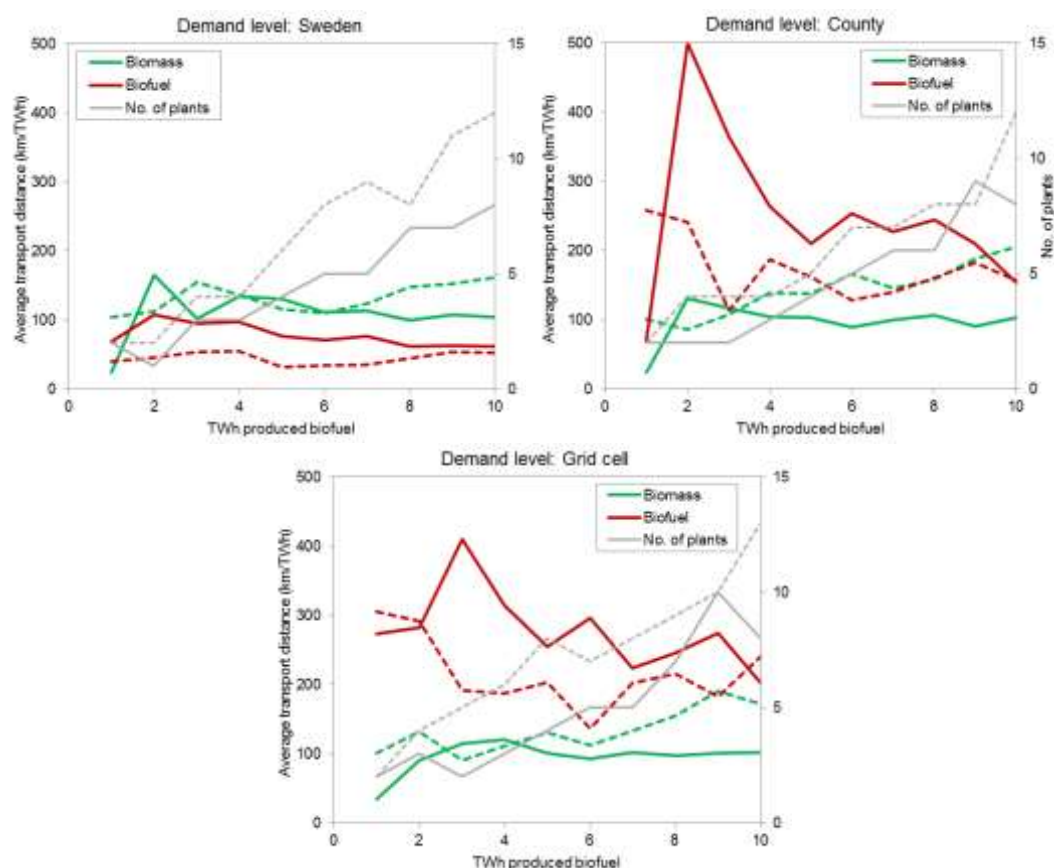 Demand level: Sweden
500
400
300
200
100
0
Average transport distance (km/TWh)
Biomass
Biofuel
No. of plants
15
10
5
0
0 2 4 6 8 10
TWh produced biofuel
Demand level: County
500
400
300
200
100
0
Average transport distance (km/TWh)
Biomass
Biofuel
No. of plants
15
10
5
0
No. of plants
0 2 4 6 8 10
TWh produced biofuel
Demand level: Grid cell
500
400
300
200
100
0
Average transport distance (km/TWh)
Biomass
Biofuel
No. of plants
15
10
5
0
0 2 4 6 8 10
TWh produced biofuel